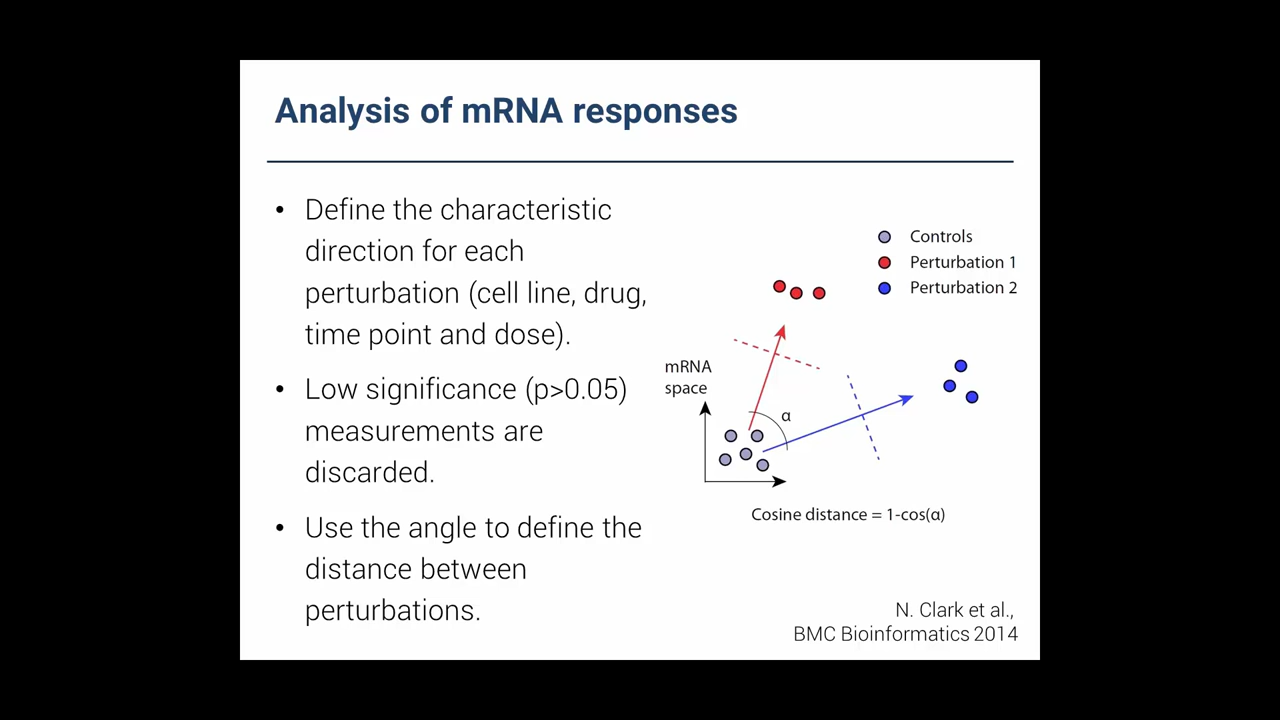 Analysis of mRNA responses
• Define the characteristic
direction for each
perturbation (cell line, drug,
time point and dose).
• Low significance (p>0.05)
measurements are
discarded.
• Use the angle to define the
distance between
perturbations.
Controls
Perturbation 1
Perturbation 2
mRNA
space
α
Cosine distance = 1-cos(α)
N. Clark et al.,
BMC Bioinformatics 2014